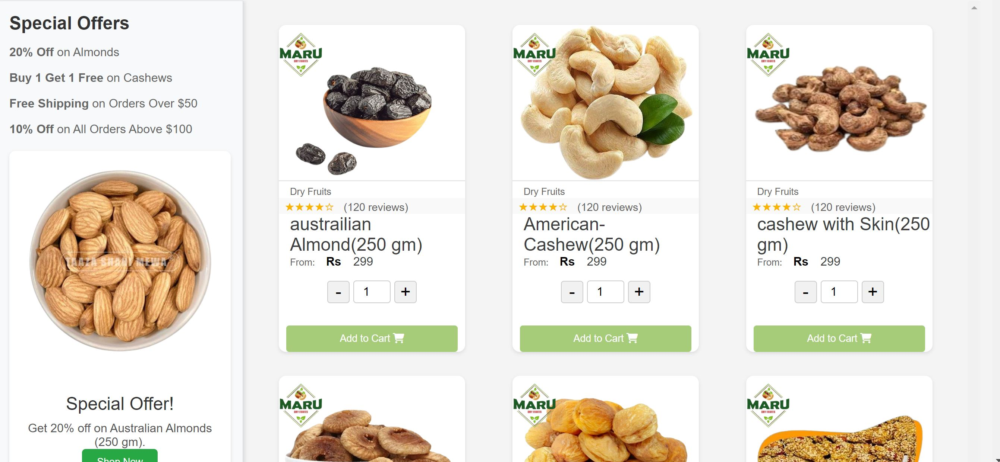 Special Offers
20% Off on Almonds
Buy 1 Get 1 Free on Cashews
Free Shipping on Orders Over $50
10% Off on All Orders Above $100
TAAZA SHAHI MEWA®
Special Offer!
Get 20% off on Australian Almonds
(250 gm).
Shop Now
MARU
DRY FRUITS
Dry Fruits
★★★★☆ (120 reviews)
austrailian
Almond(250 gm)
From: Rs 299
- 1 +
Add to Cart
MARU
DRY FRUITS
Dry Fruits
★★★★☆ (120 reviews)
American-
Cashew(250 gm)
From: Rs 299
- 1 +
Add to Cart
MARU
DRY FRUITS
Dry Fruits
★★★★☆ (120 reviews)
cashew with Skin(250
gm)
From: Rs 299
- 1 +
Add to Cart
MARU
DRY FRUITS
MARU
DRY FRUITS
MARU
DRY FRUITS